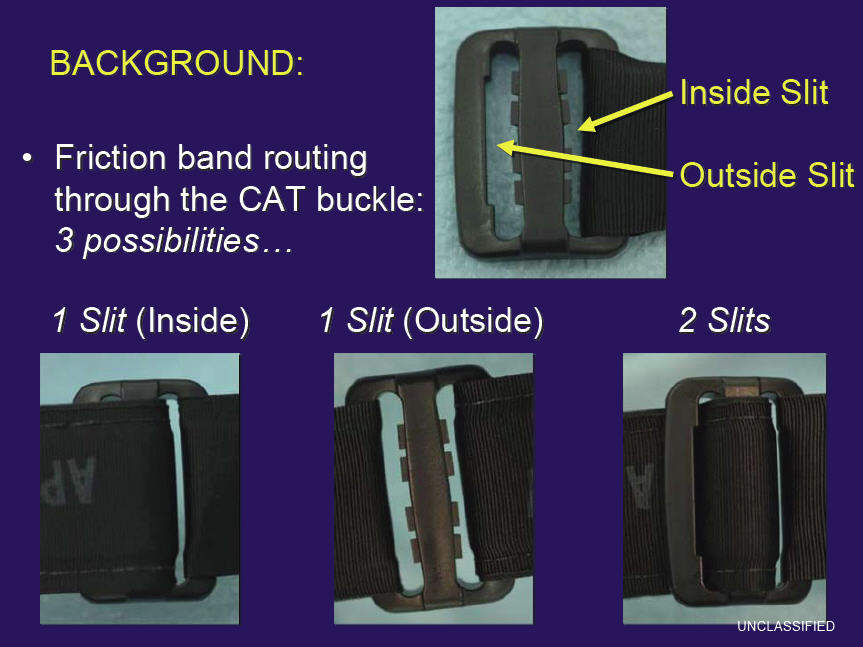 BACKGROUND:
Inside Slit
Outside Slit
• Friction band routing
through the CAT buckle:
3 possibilities…
1 Slit (Inside)
1 Slit (Outside)
2 Slits
AP
A
UNCLASSIFIED